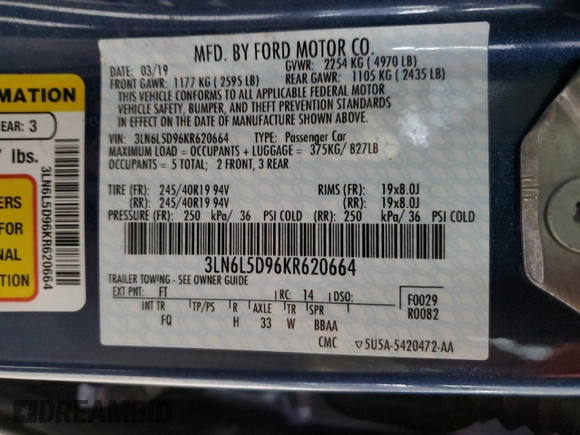 MFD. BY FORD MOTOR CO.
DATE: 03/19 GVWR: 2254 KG ( 4970 LB)
FRONT GAWR: 1177 KG ( 2595 LB) REAR GAWR: 1105 KG ( 2435 LB)
THIS VEHICLE CONFORMS TO ALL APPLICABLE FEDERAL MOTOR
VEHICLE SAFETY, BUMPER, AND THEFT PREVENTION STANDARDS
IN EFFECT ON THE DATE OF MANUFACTURE SHOWN ABOVE.
VIN: 3LN6L5D96KR620664 TYPE: Passenger Car
MAXIMUM LOAD = OCCUPANTS + LUGGAGE = 375KG/ 827LB
OCCUPANTS = 5 TOTAL; 2 FRONT, 3 REAR
TIRE (FR): 245/40R19 94V RIMS (FR): 19x8.0J
(RR): 245/40R19 94V (RR): 19x8.0J
PRESSURE (FR): 250 kPa/ 36 PSI COLD (RR): 250 kPa/ 36 PSI COLD
3LN6L5D96KR620664
TRAILER TOWING - SEE OWNER GUIDE
EXT PNT: FT RC: 14 DSO: F0029
INT TR TP/PS R AXLE TR SPR R0082
FQ H 33 W BBAA
CMC ▽5U5A-5420472-AA
RMATION
EAR: 3
lbs.
ERS
FOR
NAL
ON
3LN6L5D96KR620664
DREAMBID